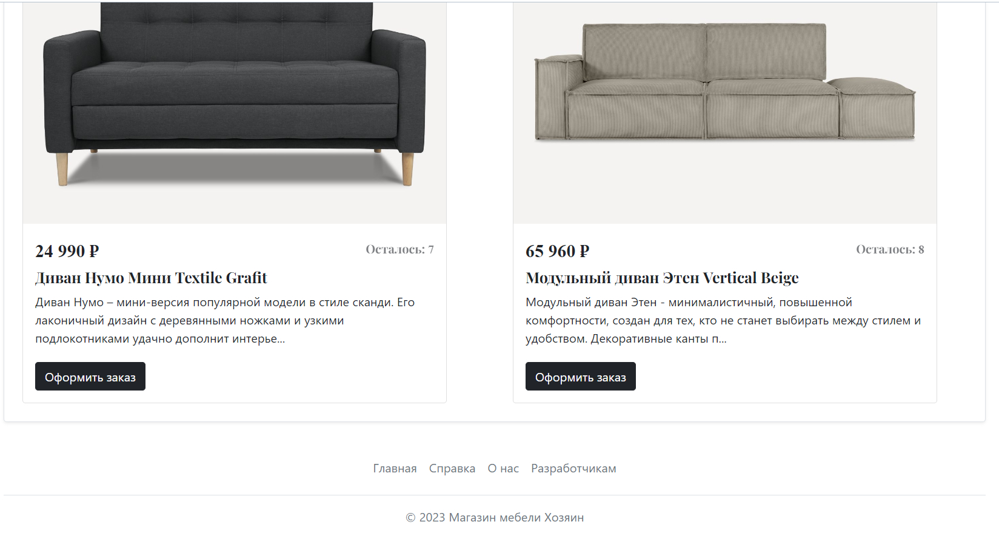 24 990 ₽
Осталось: 7
Диван Нумо Мини Textile Grafit
Диван Нумо – мини-версия популярной модели в стиле сканди. Его
лаконичный дизайн с деревянными ножками и узкими
подлокотниками удачно дополнит интерье...
Оформить заказ
65 960 ₽
Осталось: 8
Модульный диван Этен Vertical Beige
Модульный диван Этен - минималистичный, повышенной
комфортности, создан для тех, кто не станет выбирать между стилем и
удобством. Декоративные канты п...
Оформить заказ
Главная Справка О нас Разработчикам
© 2023 Магазин мебели Хозяин